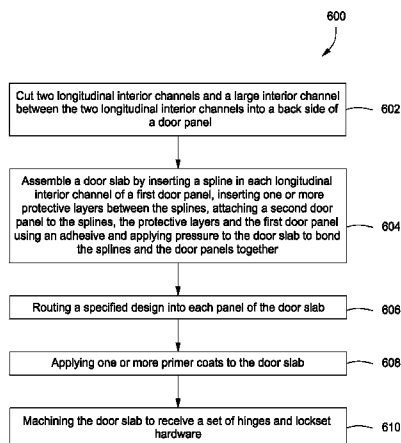 600
Cut two longitudinal interior channels and a large interior channel
between the two longitudinal interior channels into a back side of
a door panel
602
Assemble a door slab by inserting a spline in each longitudinal
interior channel of a first door panel, inserting one or more
protective layers between the splines, attaching a second door
panel to the splines, the protective layers and the first door panel
using an adhesive and applying pressure to the door slab to bond
the splines and the door panels together
604
Routing a specified design into each panel of the door slab
606
Applying one or more primer coats to the door slab
608
Machining the door slab to receive a set of hinges and lockset
hardware
610